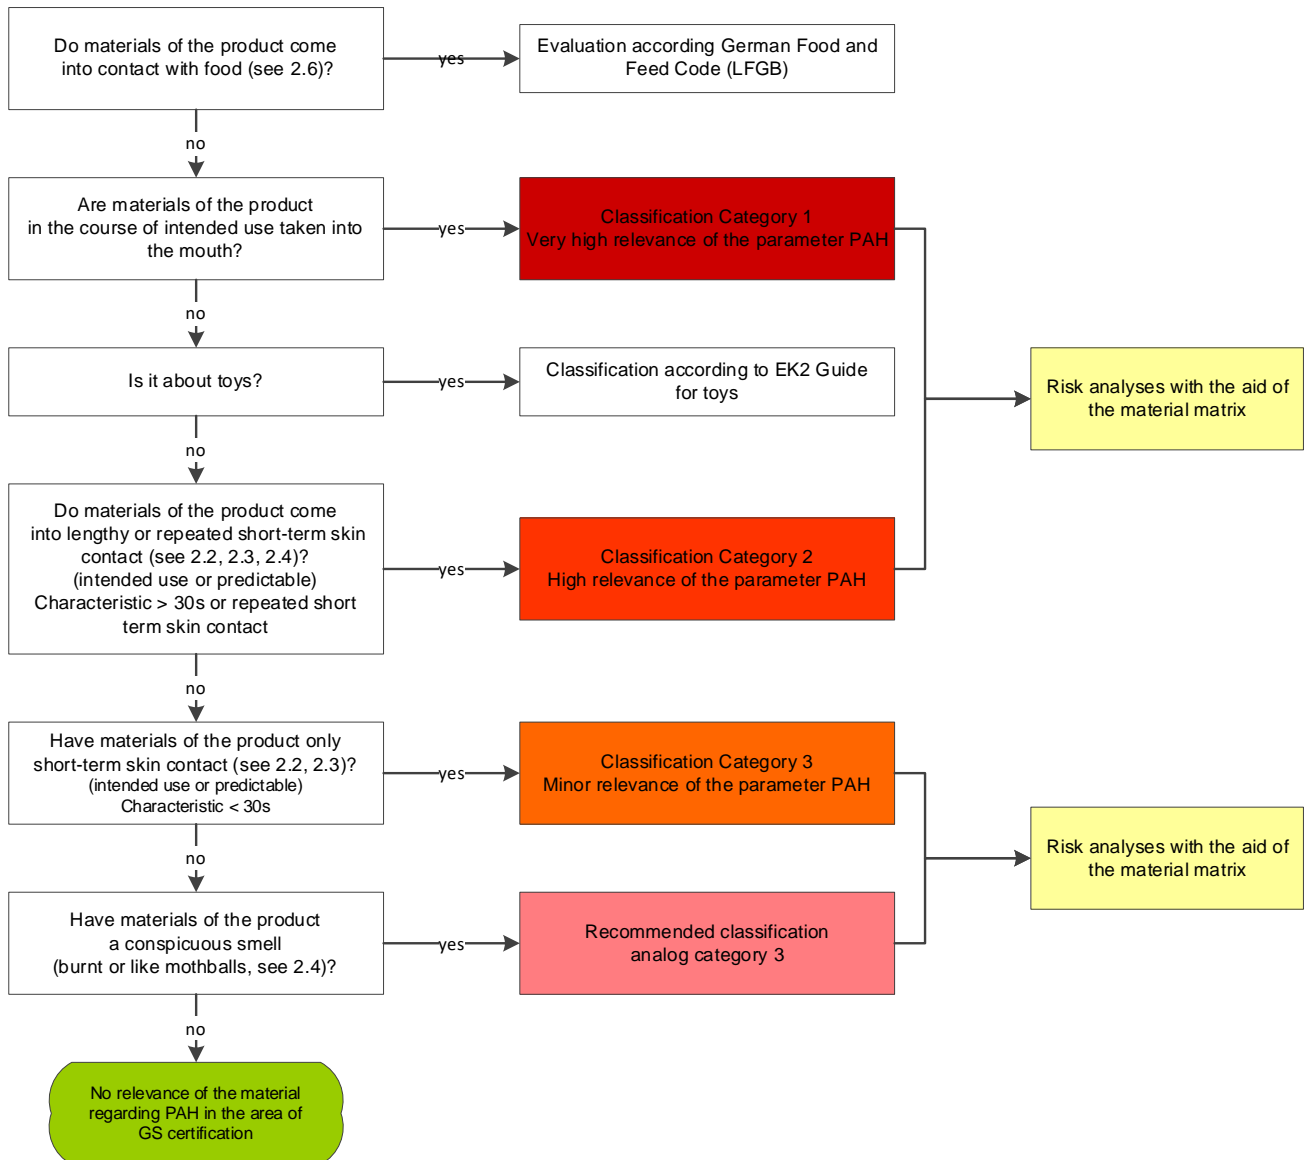 Do materials of the product come
into contact with food (see 2.6)?
yes
Evaluation according German Food and
Feed Code (LFGB)
no
Are materials of the product
in the course of intended use taken into
the mouth?
yes
Classification Category 1
Very high relevance of the parameter PAH
no
Is it about toys?
yes
Classification according to EK2 Guide
for toys
Risk analyses with the aid of
the material matrix
no
Do materials of the product come
into lengthy or repeated short-term skin
contact (see 2.2, 2.3, 2.4)?
(intended use or predictable)
Characteristic > 30s or repeated short
term skin contact
yes
Classification Category 2
High relevance of the parameter PAH
no
Have materials of the product only
short-term skin contact (see 2.2, 2.3)?
(intended use or predictable)
Characteristic < 30s
yes
Classification Category 3
Minor relevance of the parameter PAH
Risk analyses with the aid of
the material matrix
no
Have materials of the product
a conspicuous smell
(burnt or like mothballs, see 2.4)?
yes
Recommended classification
analog category 3
no
No relevance of the material
regarding PAH in the area of
GS certification